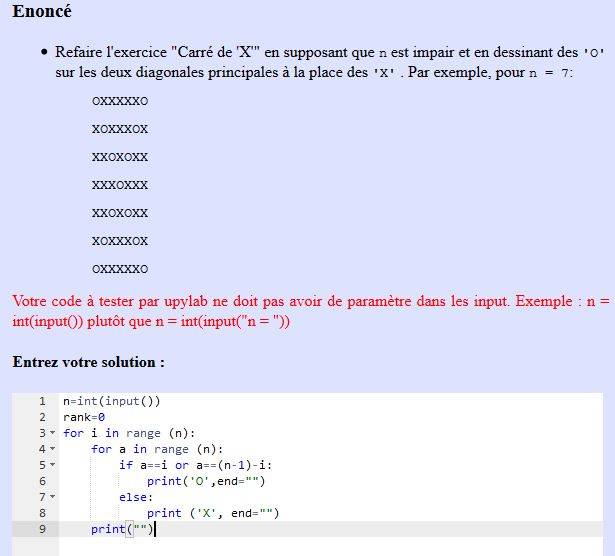 Enoncé
• Refaire l'exercice "Carré de 'X'" en supposant que n est impair et en dessinant des 'O'
sur les deux diagonales principales à la place des 'X' . Par exemple, pour n = 7:
OXXXXXO
XOXXXOX
XXOXOXX
XXXOXXX
XXOXOXX
XOXXXOX
OXXXXXO
Votre code à tester par upylab ne doit pas avoir de paramètre dans les input. Exemple : n =
int(input()) plutôt que n = int(input("n = "))
Entrez votre solution :
1 n=int(input())
2 rank=0
3 for i in range (n):
4     for a in range (n):
5         if a==i or a==(n-1)-i:
6             print('O',end="")
7         else:
8             print ('X', end="")
9     print("")